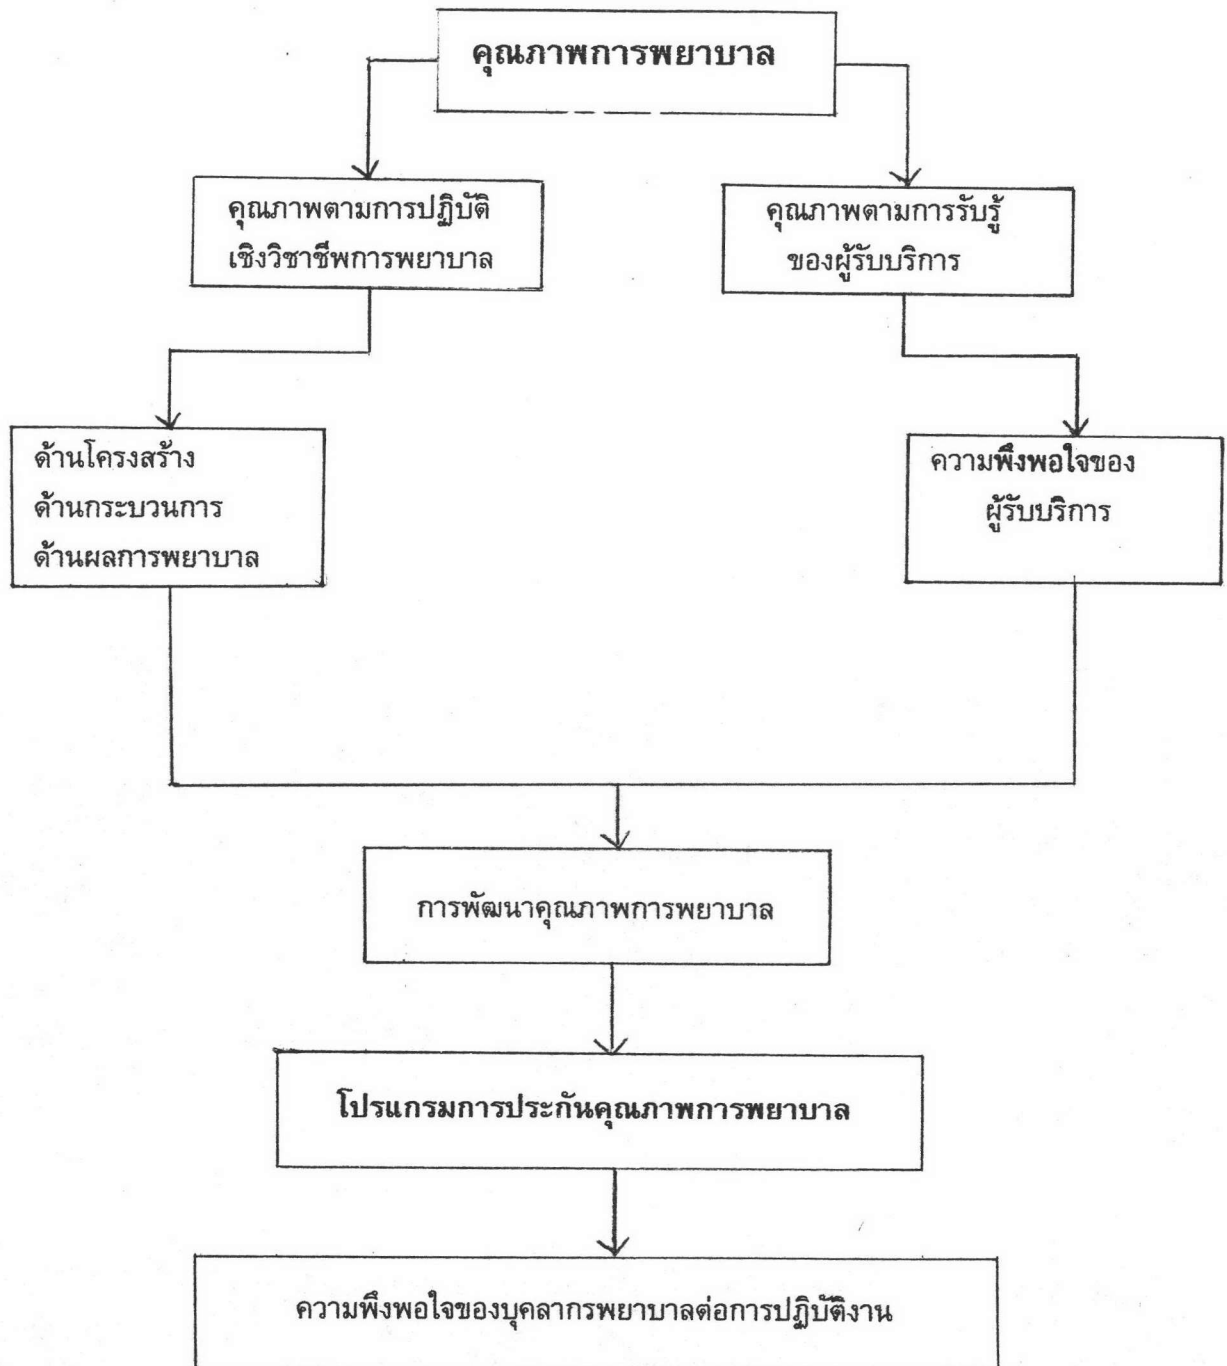 คุณภาพการพยาบาล
คุณภาพตามการปฏิบัติ
เชิงวิชาชีพการพยาบาล
คุณภาพตามการรับรู้
ของผู้รับบริการ
ด้านโครงสร้าง
ด้านกระบวนการ
ด้านผลการพยาบาล
ความพึงพอใจของ
ผู้รับบริการ
การพัฒนาคุณภาพการพยาบาล
โปรแกรมการประกันคุณภาพการพยาบาล
ความพึงพอใจของบุคลากรพยาบาลต่อการปฏิบัติงาน